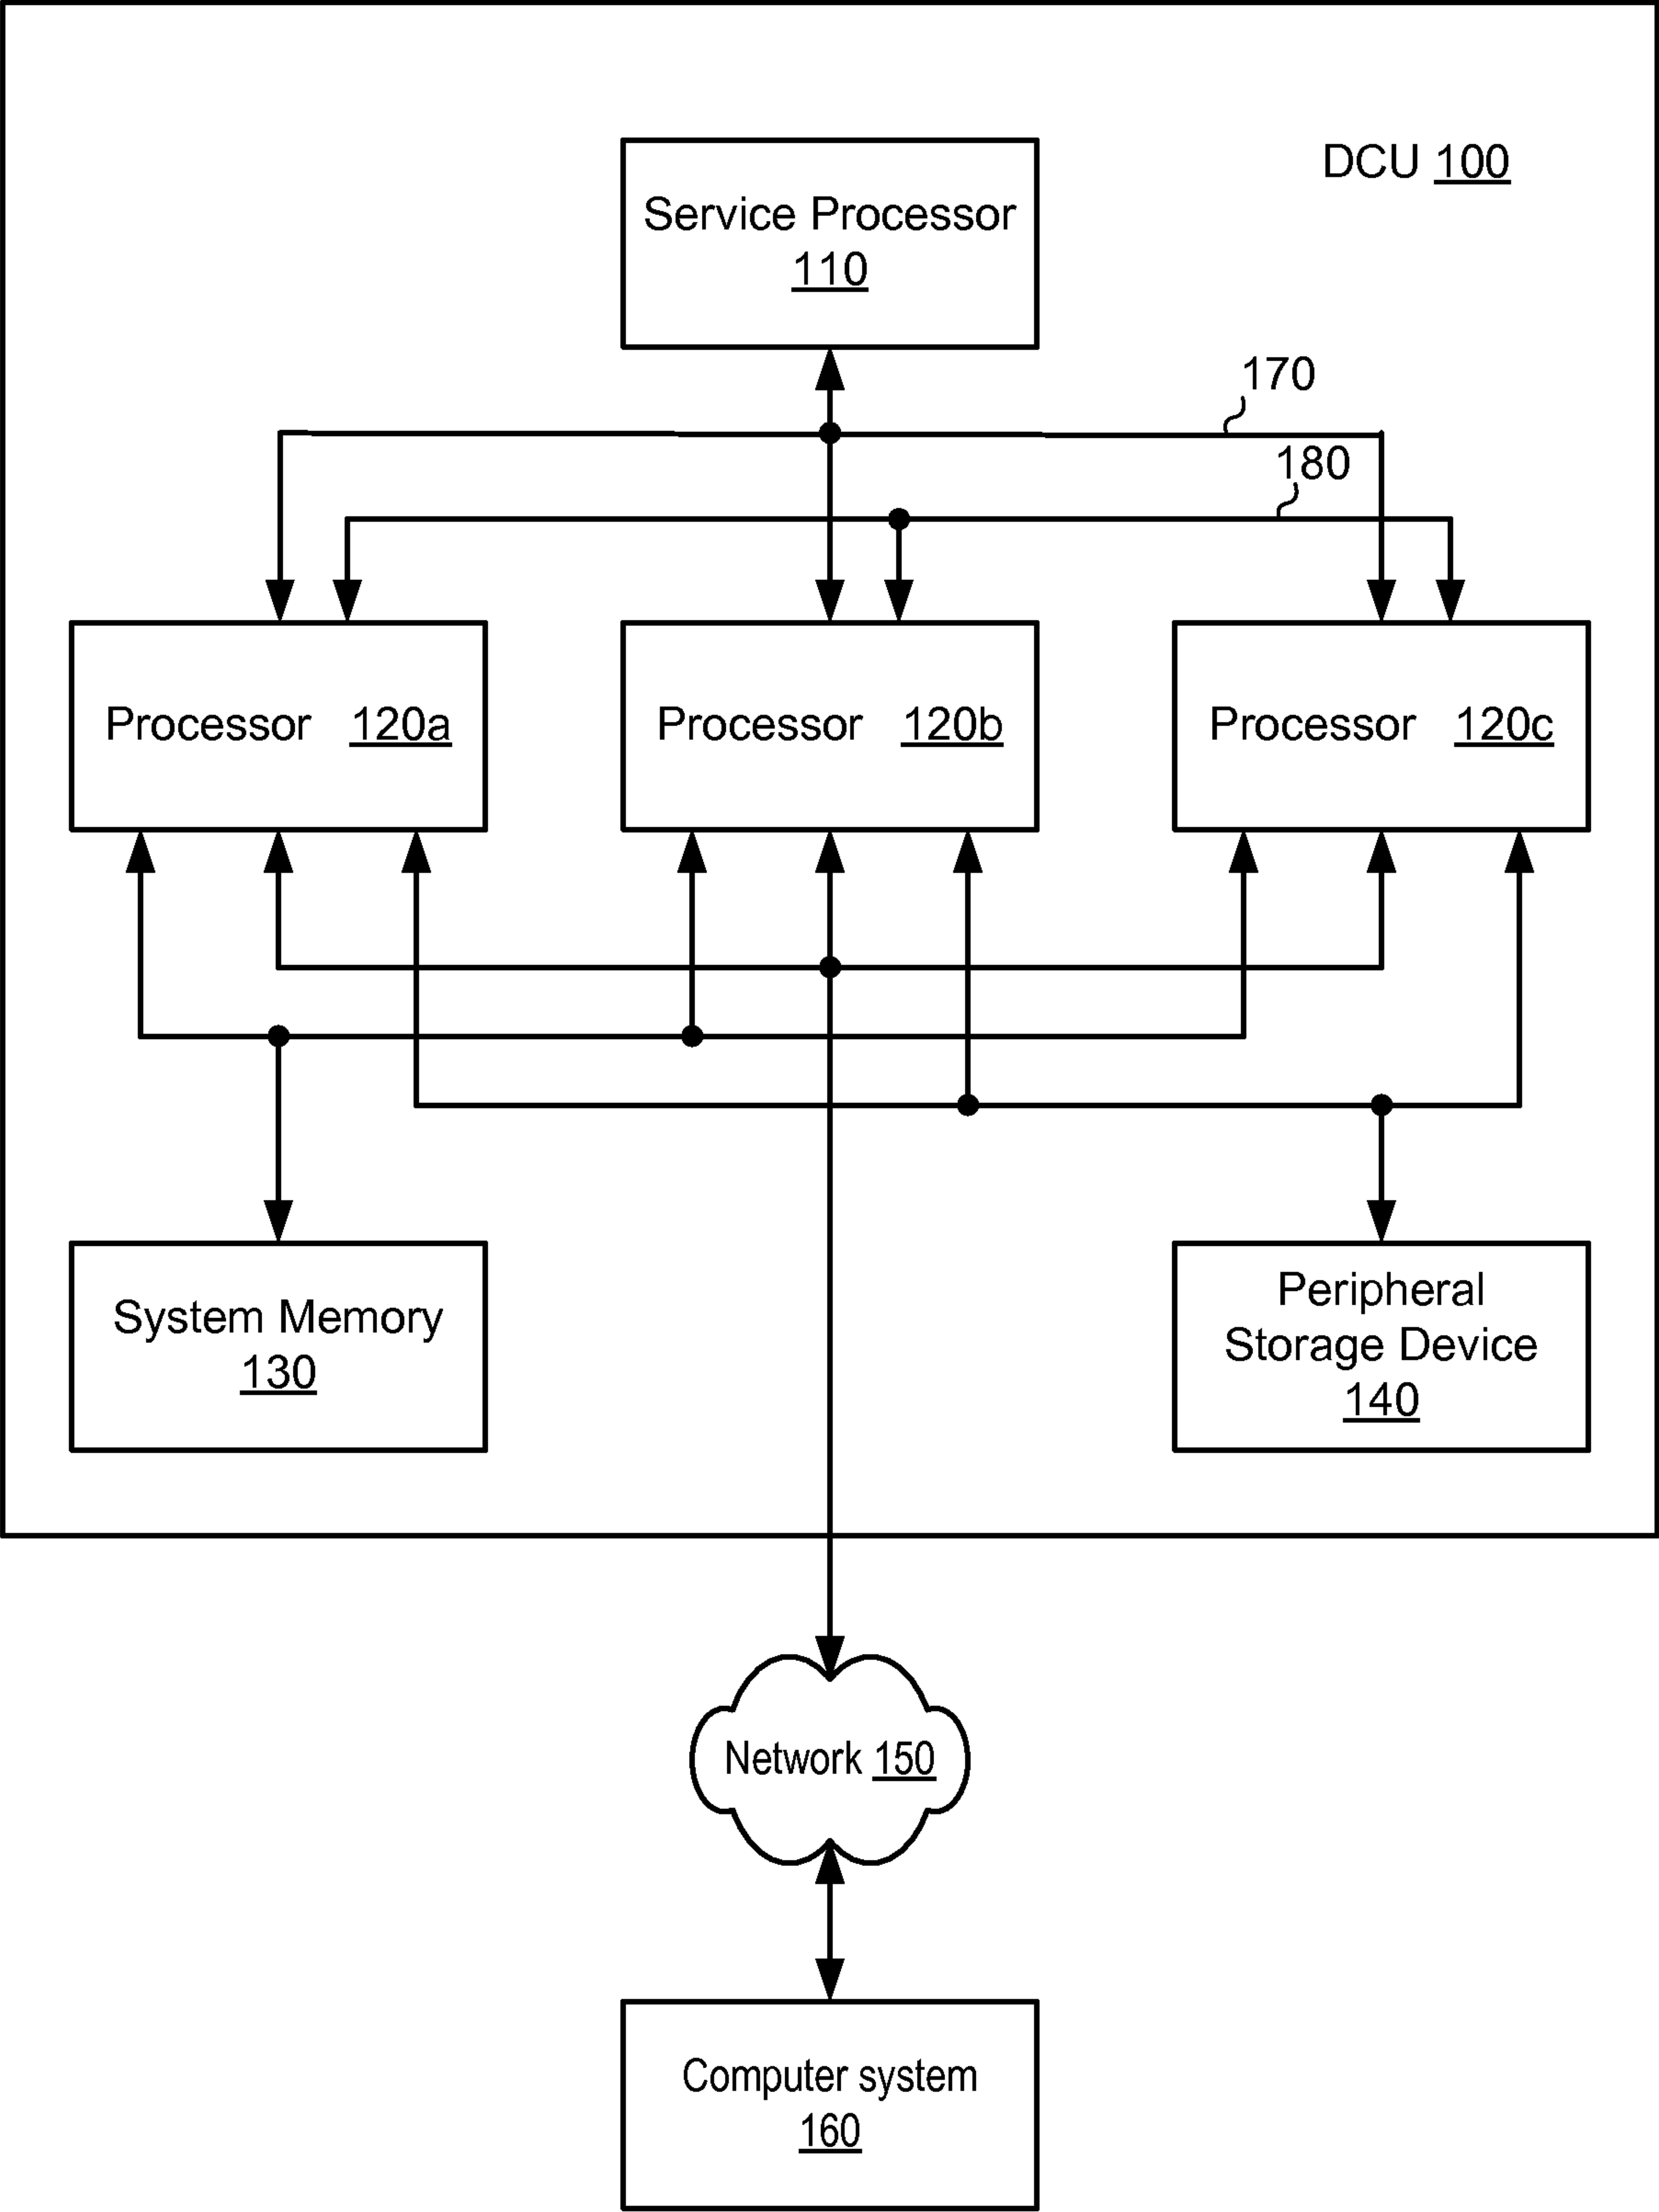 DCU 100
Service Processor
110
170
180
Processor 120a
Processor 120b
Processor 120c
System Memory
130
Peripheral
Storage Device
140
Network 150
Computer system
160